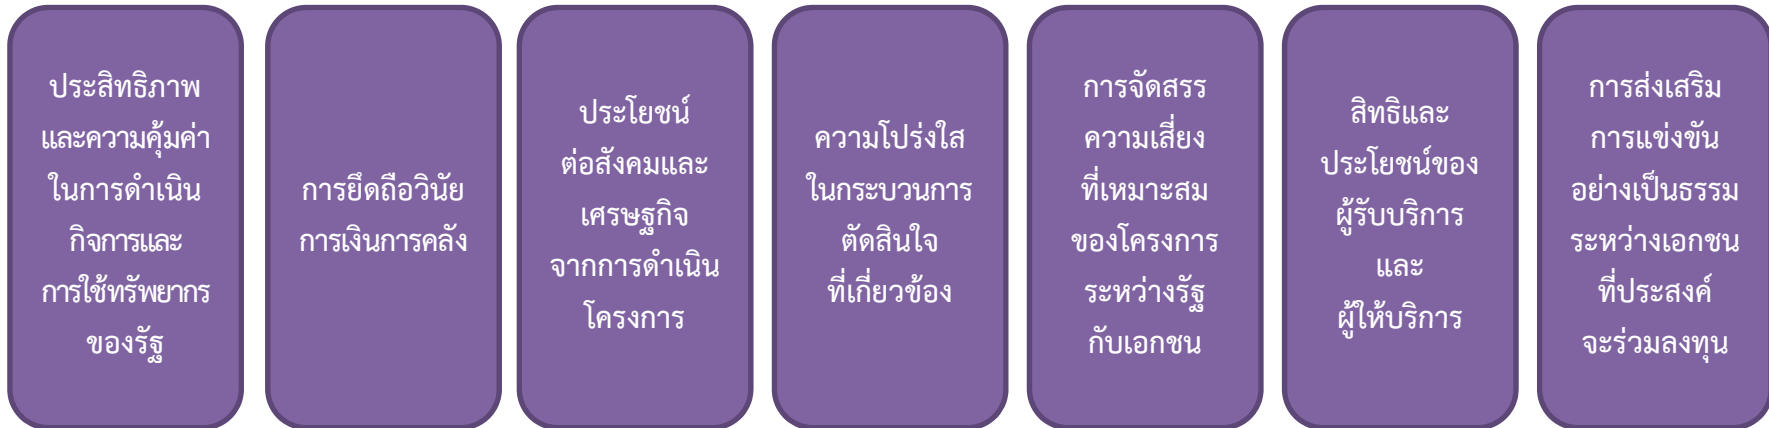 ประสิทธิภาพ
และความคุ้มค่า
ในการดำเนิน
กิจการและ
การใช้ทรัพยากร
ของรัฐ
การยึดถือวินัย
การเงินการคลัง
ประโยชน์
ต่อสังคมและ
เศรษฐกิจ
จากการดำเนิน
โครงการ
ความโปร่งใส
ในกระบวนการ
ตัดสินใจ
ที่เกี่ยวข้อง
การจัดสรร
ความเสี่ยง
ที่เหมาะสม
ของโครงการ
ระหว่างรัฐ
กับเอกชน
สิทธิและ
ประโยชน์ของ
ผู้รับบริการ
และ
ผู้ให้บริการ
การส่งเสริม
การแข่งขัน
อย่างเป็นธรรม
ระหว่างเอกชน
ที่ประสงค์
จะร่วมลงทุน